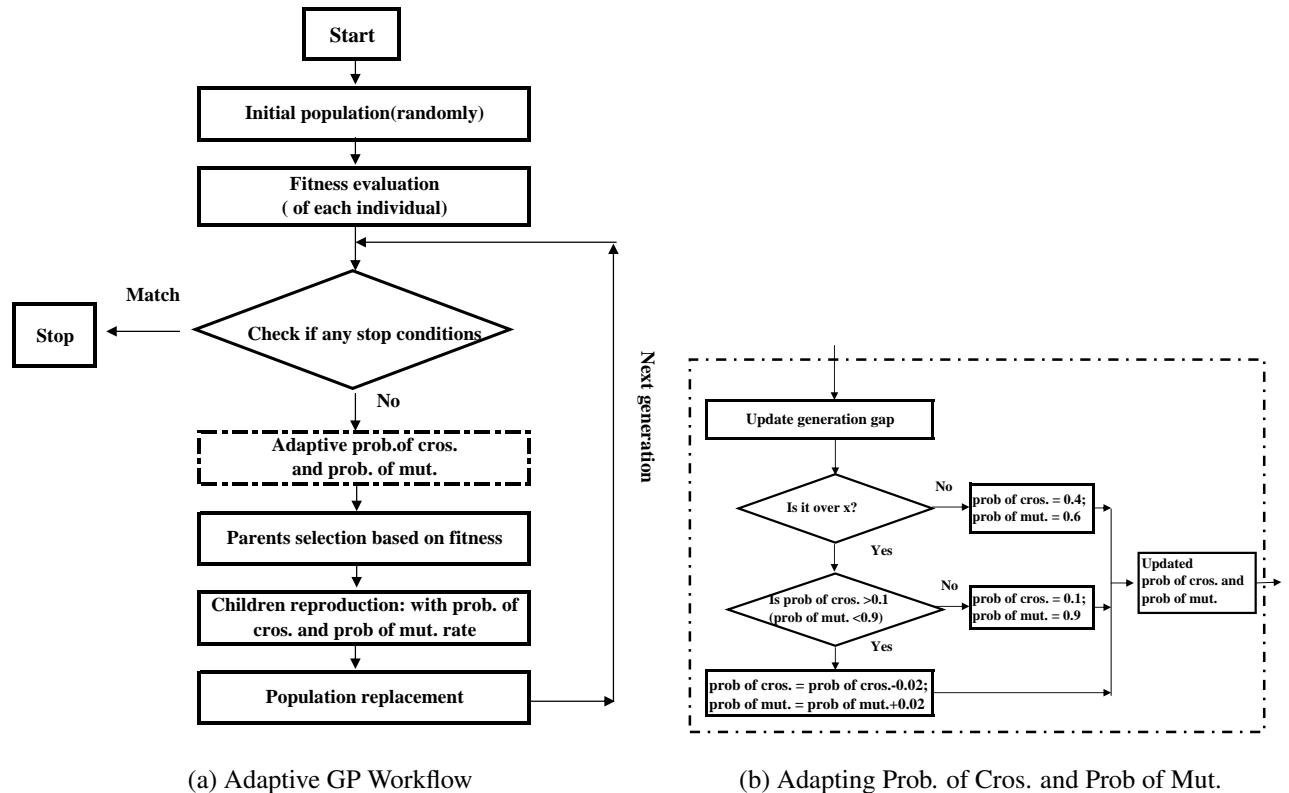 Start
Initial population(randomly)
Fitness evaluation
( of each individual)
Match
Stop
Check if any stop conditions
No
Next generation
Adaptive prob.of cros.
and prob. of mut.
Parents selection based on fitness
Children reproduction: with prob. of
cros. and prob of mut. rate
Population replacement
(a) Adaptive GP Workflow
Update generation gap
Is it over x?
No
prob of cros. = 0.4;
prob of mut. = 0.6
Yes
Is prob of cros. >0.1
(prob of mut. <0.9)
No
prob of cros. = 0.1;
prob of mut. = 0.9
Updated
prob of cros. and
prob of mut.
Yes
prob of cros. = prob of cros.-0.02;
prob of mut. = prob of mut.+0.02
(b) Adapting Prob. of Cros. and Prob of Mut.